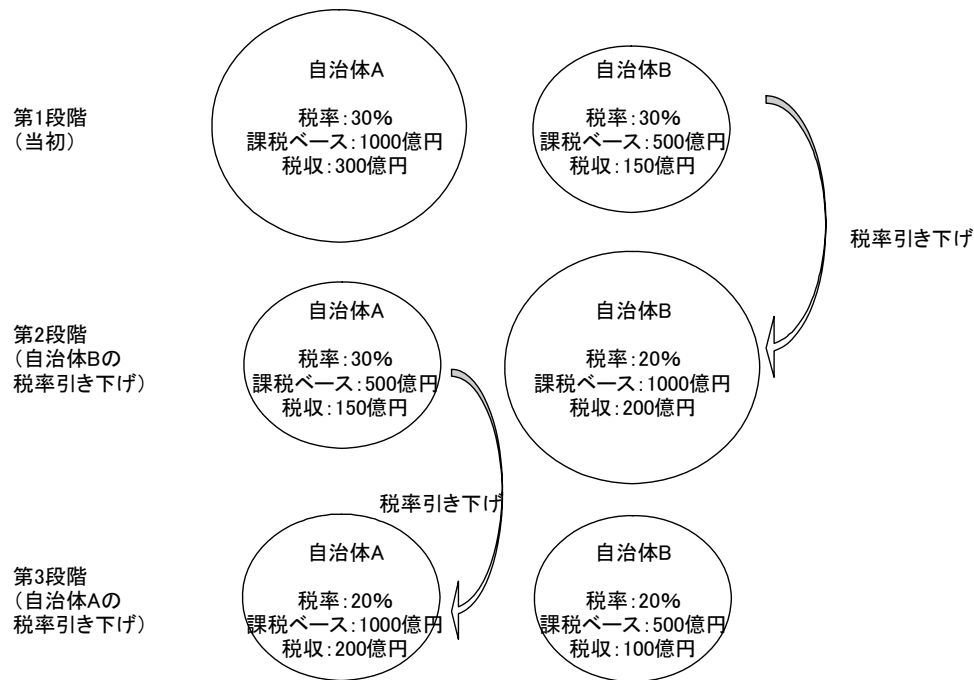 第1段階
（当初）
自治体A
税率：30%
課税ベース：1000億円
税収：300億円
自治体B
税率：30%
課税ベース：500億円
税収：150億円
税率引き下げ
第2段階
（自治体Bの
税率引き下げ）
自治体A
税率：30%
課税ベース：500億円
税収：150億円
自治体B
税率：20%
課税ベース：1000億円
税収：200億円
税率引き下げ
第3段階
（自治体Aの
税率引き下げ）
自治体A
税率：20%
課税ベース：1000億円
税収：200億円
自治体B
税率：20%
課税ベース：500億円
税収：100億円